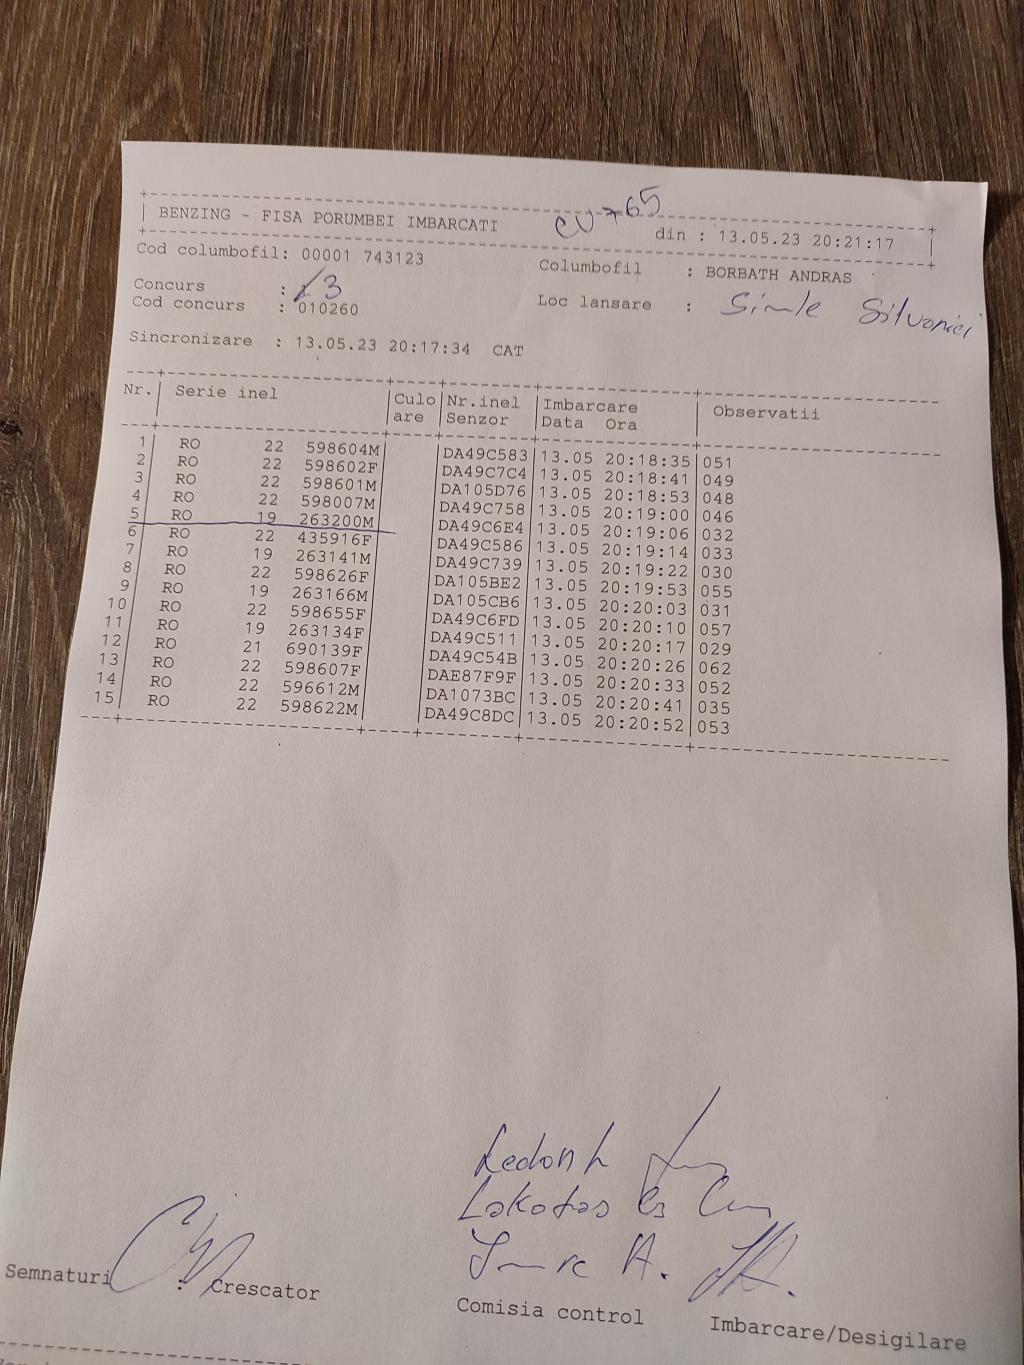 cu 765
BENZING - FISA PORUMBEI IMBARCATI din : 13.05.23 20:21:17
Cod columbofil: 00001 743123 Columbofil : BORBATH ANDRAS
Concurs : 3 Loc lansare : Simle Silvaniei
Cod concurs : 010260
Sincronizare : 13.05.23 20:17:34 CAT
Nr. Serie inel Culo Nr.inel Imbarcare Observatii
are Senzor Data Ora
1 RO 22 598604M DA49C583 13.05 20:18:35 051
2 RO 22 598602F DA49C7C4 13.05 20:18:41 049
3 RO 22 598601M DA105D76 13.05 20:18:53 048
4 RO 22 598007M DA49C758 13.05 20:19:00 046
5 RO 19 263200M DA49C6E4 13.05 20:19:06 032
6 RO 22 435916F DA49C586 13.05 20:19:14 033
7 RO 19 263141M DA49C739 13.05 20:19:22 030
8 RO 22 598626F DA105BE2 13.05 20:19:53 055
9 RO 19 263166M DA105CB6 13.05 20:20:03 031
10 RO 22 598655F DA49C6FD 13.05 20:20:10 057
11 RO 19 263134F DA49C511 13.05 20:20:17 029
12 RO 21 690139F DA49C54B 13.05 20:20:26 062
13 RO 22 598607F DAE87F9F 13.05 20:20:33 052
14 RO 22 596612M DA1073BC 13.05 20:20:41 035
15 RO 22 598622M DA49C8DC 13.05 20:20:52 053
Lakatos
Imre A.
Semnaturi : Crescator Comisia control Imbarcare/Desigilare